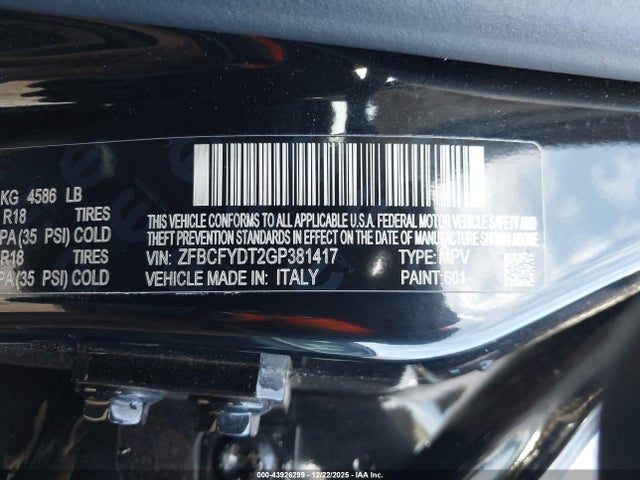 KG 4586 LB
R18 TIRES
PA (35 PSI) COLD
R18 TIRES
PA (35 PSI) COLD
THIS VEHICLE CONFORMS TO ALL APPLICABLE U.S.A. FEDERAL MOTOR VEHICLE SAFETY AND
THEFT PREVENTION STANDARDS IN EFFECT ON THE DATE OF MANUFACTURE SHOWN ABOVE.
VIN: ZFBCFYDT2GP381417 TYPE: MPV
VEHICLE MADE IN: ITALY PAINT: 601
000-43926299 - 12/22/2025 - IAAI.CA